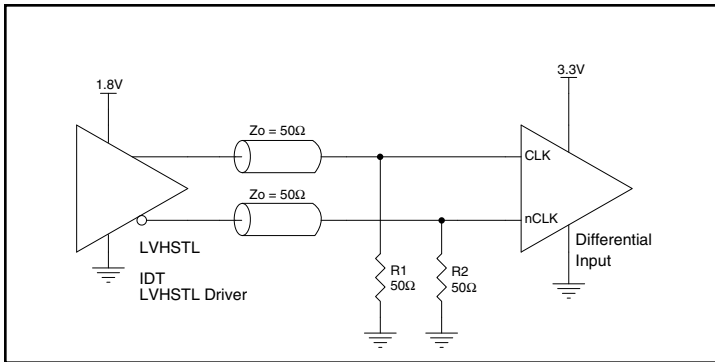 3.3V
1.8V
Zo = 50Ω
CLK
Zo = 50Ω
nCLK
LVHSTL
Differential
Input
IDT
LVHSTL Driver
R1
50Ω
R2
50Ω